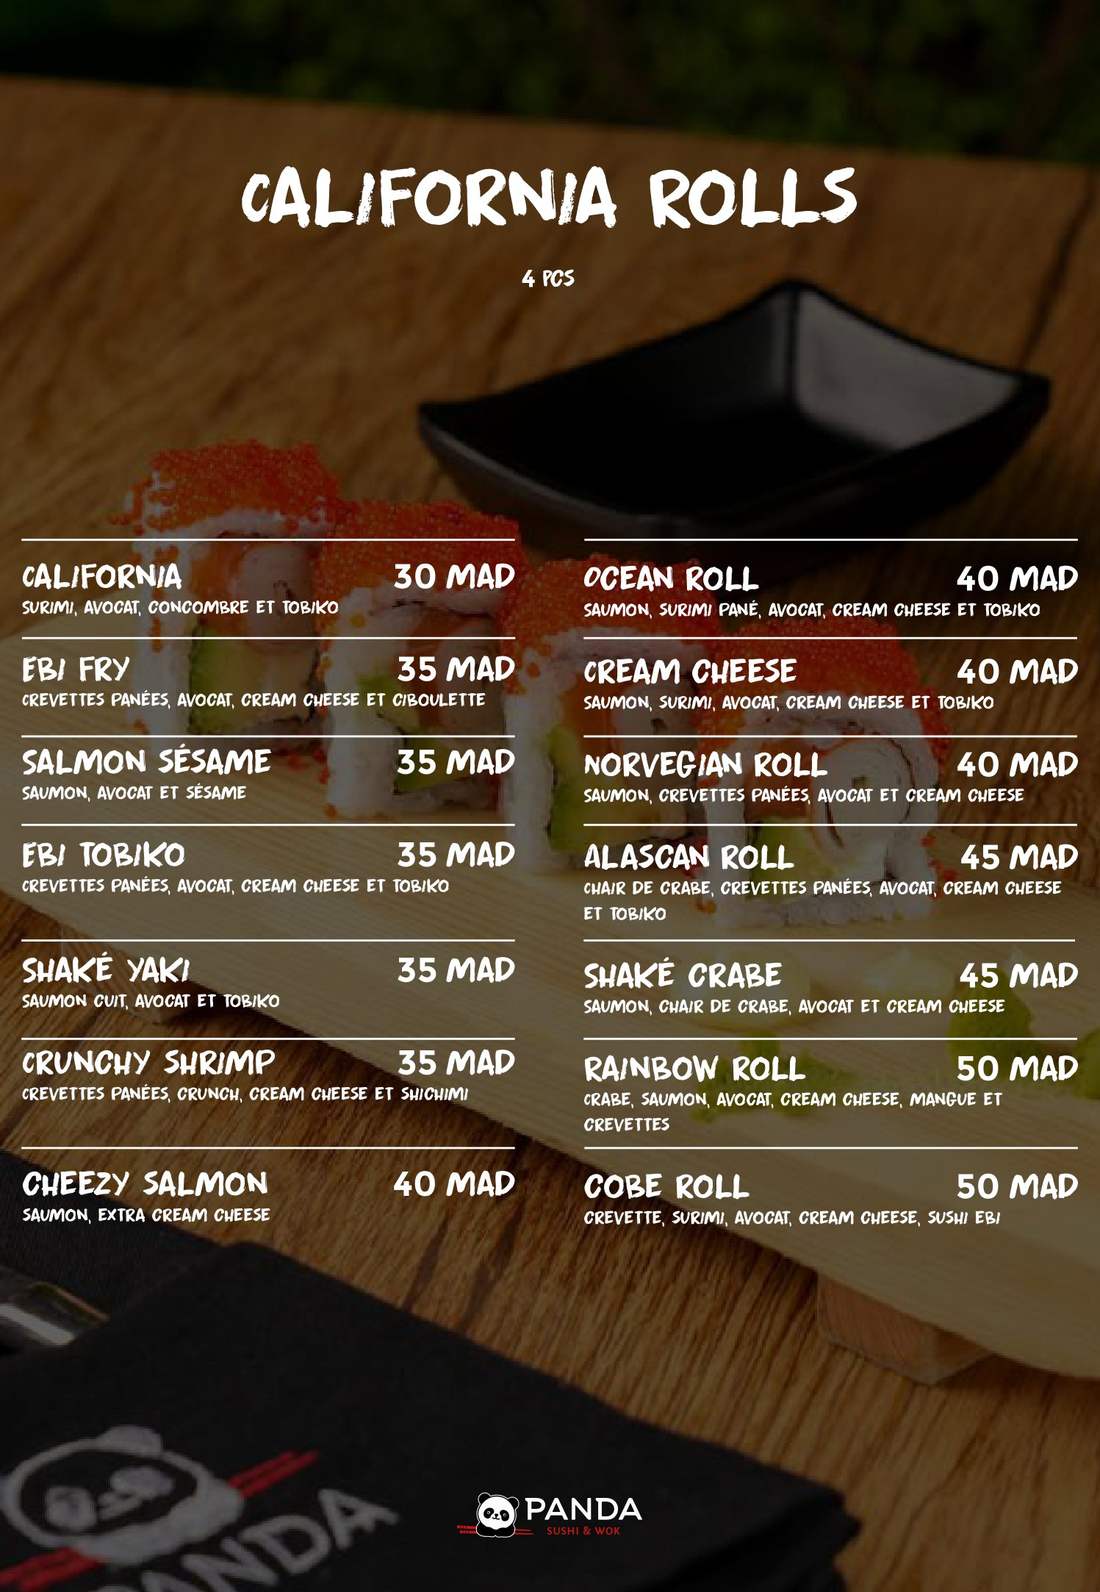 CALIFORNIA ROLLS
4 PCS
CALIFORNIA 30 MAD
SURIMI, AVOCAT, CONCOMBRE ET TOBIKO
EBI FRY 35 MAD
CREVETTES PANÉES, AVOCAT, CREAM CHEESE ET CIBOULETTE
SALMON SÉSAME 35 MAD
SAUMON, AVOCAT ET SÉSAME
EBI TOBIKO 35 MAD
CREVETTES PANÉES, AVOCAT, CREAM CHEESE ET TOBIKO
SHAKÉ YAKI 35 MAD
SAUMON CUIT, AVOCAT ET TOBIKO
CRUNCHY SHRIMP 35 MAD
CREVETTES PANÉES, CRUNCH, CREAM CHEESE ET SHICHIMI
CHEEZY SALMON 40 MAD
SAUMON, EXTRA CREAM CHEESE
OCEAN ROLL 40 MAD
SAUMON, SURIMI PANÉ, AVOCAT, CREAM CHEESE ET TOBIKO
CREAM CHEESE 40 MAD
SAUMON, SURIMI, AVOCAT, CREAM CHEESE ET TOBIKO
NORVEGIAN ROLL 40 MAD
SAUMON, CREVETTES PANÉES, AVOCAT ET CREAM CHEESE
ALASCAN ROLL 45 MAD
CHAIR DE CRABE, CREVETTES PANÉES, AVOCAT, CREAM CHEESE
ET TOBIKO
SHAKÉ CRABE 45 MAD
SAUMON, CHAIR DE CRABE, AVOCAT ET CREAM CHEESE
RAINBOW ROLL 50 MAD
CRABE, SAUMON, AVOCAT, CREAM CHEESE, MANGUE ET
CREVETTES
COBE ROLL 50 MAD
CREVETTE, SURIMI, AVOCAT, CREAM CHEESE, SUSHI EBI
PANDA
PANDA
SUSHI & WOK